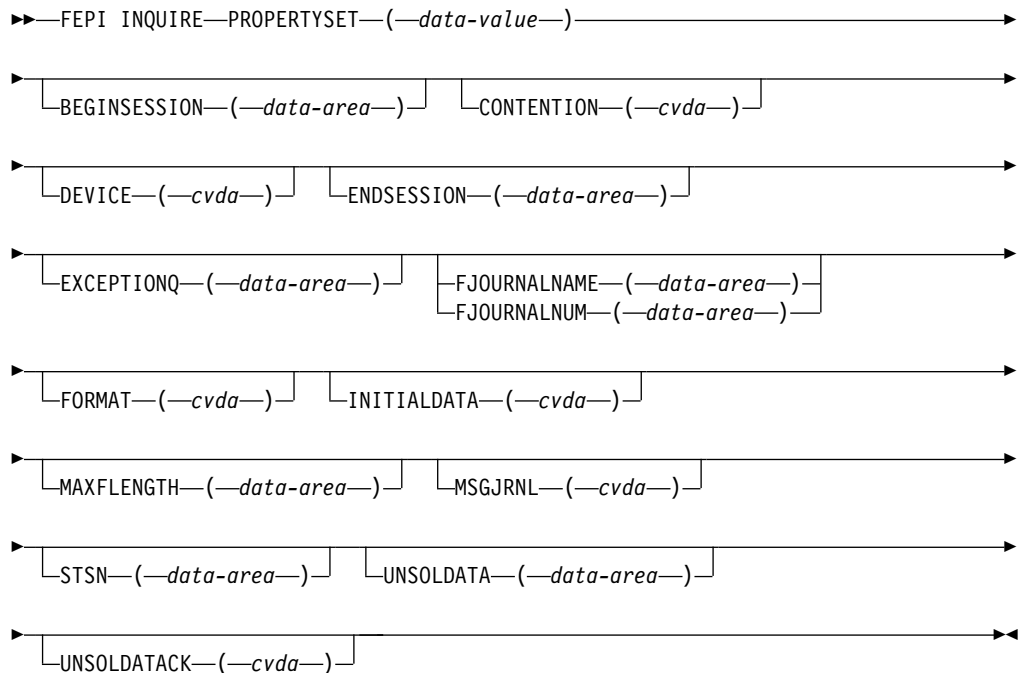 FEPI INQUIRE PROPERTYSET ( data-value )
BEGINSESSION ( data-area ) CONTENTION ( cvda )
DEVICE ( cvda ) ENDSESSION ( data-area )
EXCEPTIONQ ( data-area ) FJOURNALNAME ( data-area )
FJOURNALNUM ( data-area )
FORMAT ( cvda ) INITIALDATA ( cvda )
MAXFLENGTH ( data-area ) MSGJRNL ( cvda )
STSN ( data-area ) UNSOLDATA ( data-area )
UNSOLDATACK ( cvda )